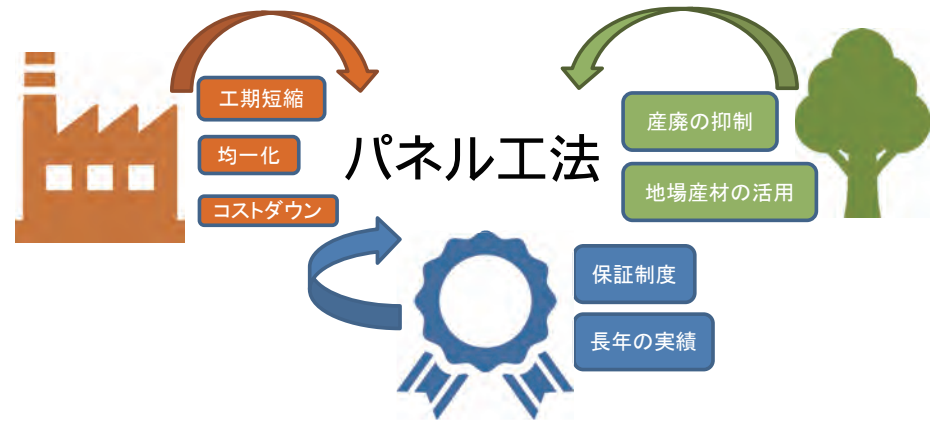 工期短縮
均一化
コストダウン
パネル工法
産廃の抑制
地場産材の活用
保証制度
長年の実績